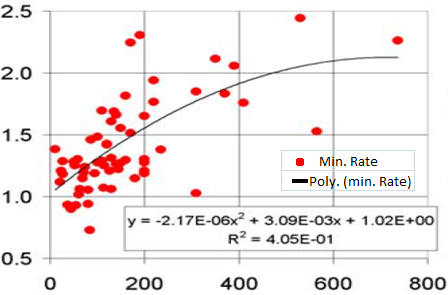 2.5
2.0
1.5
1.0
0.5
Min. Rate
Poly. (min. Rate)
y = -2.17E-06x² + 3.09E-03x + 1.02E+00
R² = 4.05E-01
0 200 400 600 800